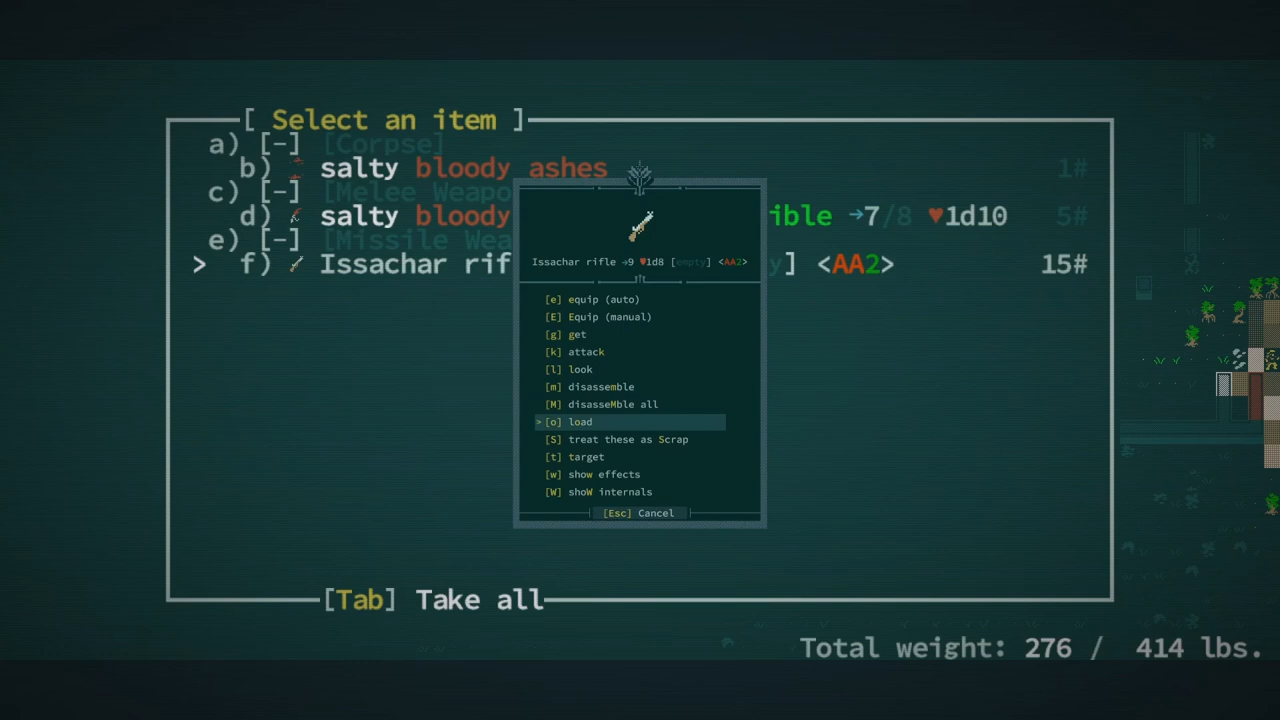 [ Select an item ]
a) [-] [Corpse]
b) salty bloody ashes 1#
c) [-] [Melee Weapo
d) salty bloody ible →7/8 ♥1d10 5#
e) [-] [Missile Wea
> f) Issachar rif y] <AA2> 15#
Issachar rifle →9 ♥1d8 [empty] <AA2>
[e] equip (auto)
[E] Equip (manual)
[g] get
[k] attack
[l] look
[m] disassemble
[M] disasseMble all
> [o] load
[S] treat these as Scrap
[t] target
[w] show effects
[W] shoW internals
[Esc] Cancel
[Tab] Take all
Total weight: 276 / 414 lbs.